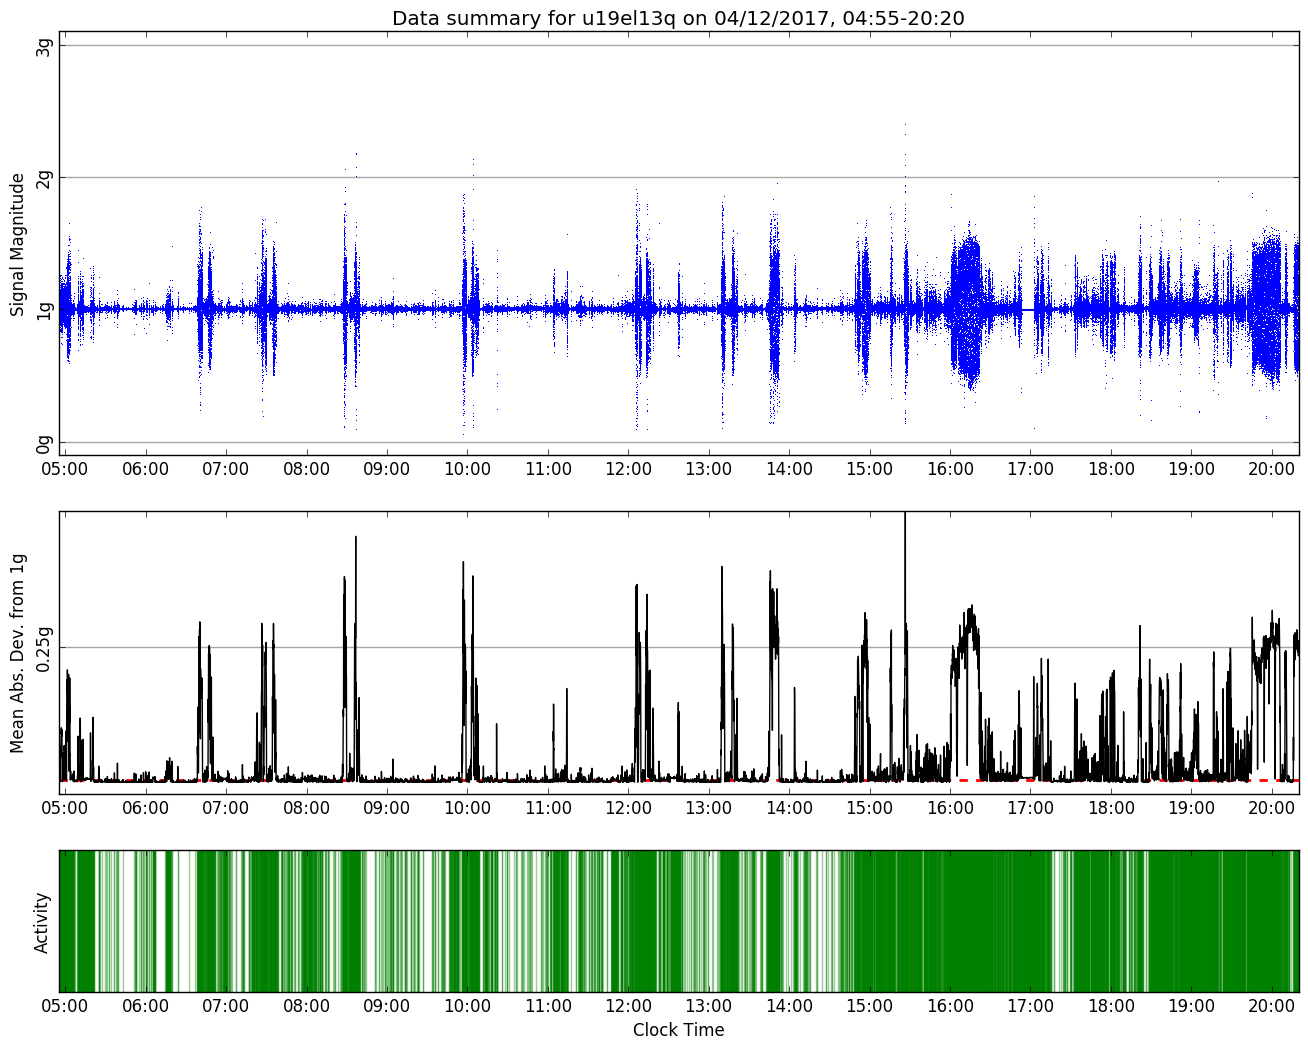 Data summary for u19el13q on 04/12/2017, 04:55-20:20
3g
2g
1g
0g
Signal Magnitude
05:00 06:00 07:00 08:00 09:00 10:00 11:00 12:00 13:00 14:00 15:00 16:00 17:00 18:00 19:00 20:00
0.25g
Mean Abs. Dev. from 1g
05:00 06:00 07:00 08:00 09:00 10:00 11:00 12:00 13:00 14:00 15:00 16:00 17:00 18:00 19:00 20:00
Activity
05:00 06:00 07:00 08:00 09:00 10:00 11:00 12:00 13:00 14:00 15:00 16:00 17:00 18:00 19:00 20:00
Clock Time